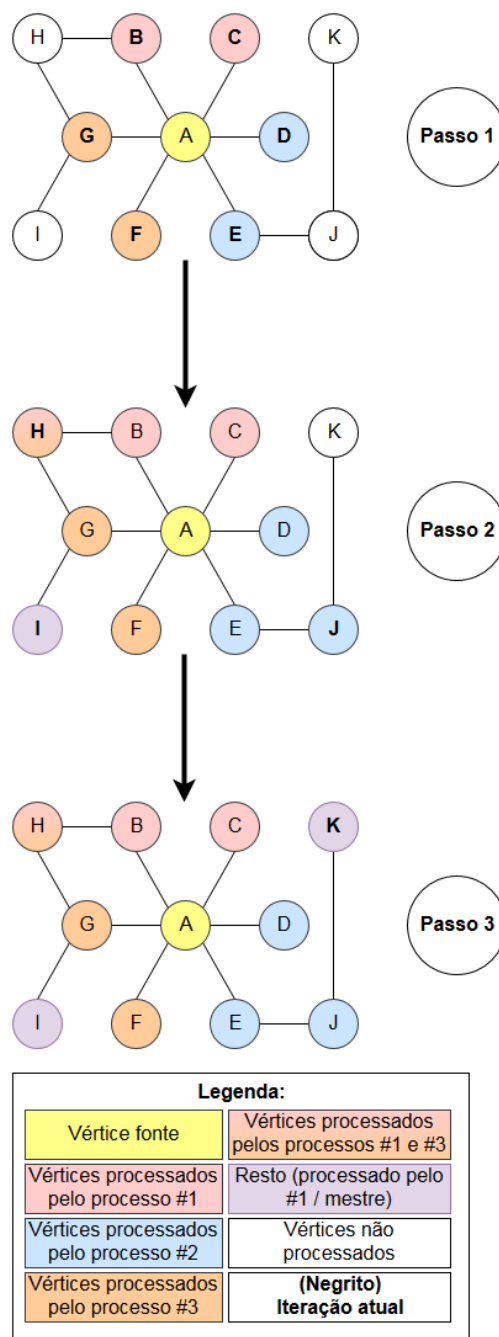 H B C K
G A D Passo 1
I F E J
H B C K
G A D Passo 2
I F E J
H B C K
G A D Passo 3
I F E J
Legenda:
Vértice fonte
Vértices processados
pelos processos #1 e #3
Vértices processados
pelo processo #1
Resto (processado pelo
#1 / mestre)
Vértices processados
pelo processo #2
Vértices não
processados
Vértices processados
pelo processo #3
(Negrito)
Iteração atual